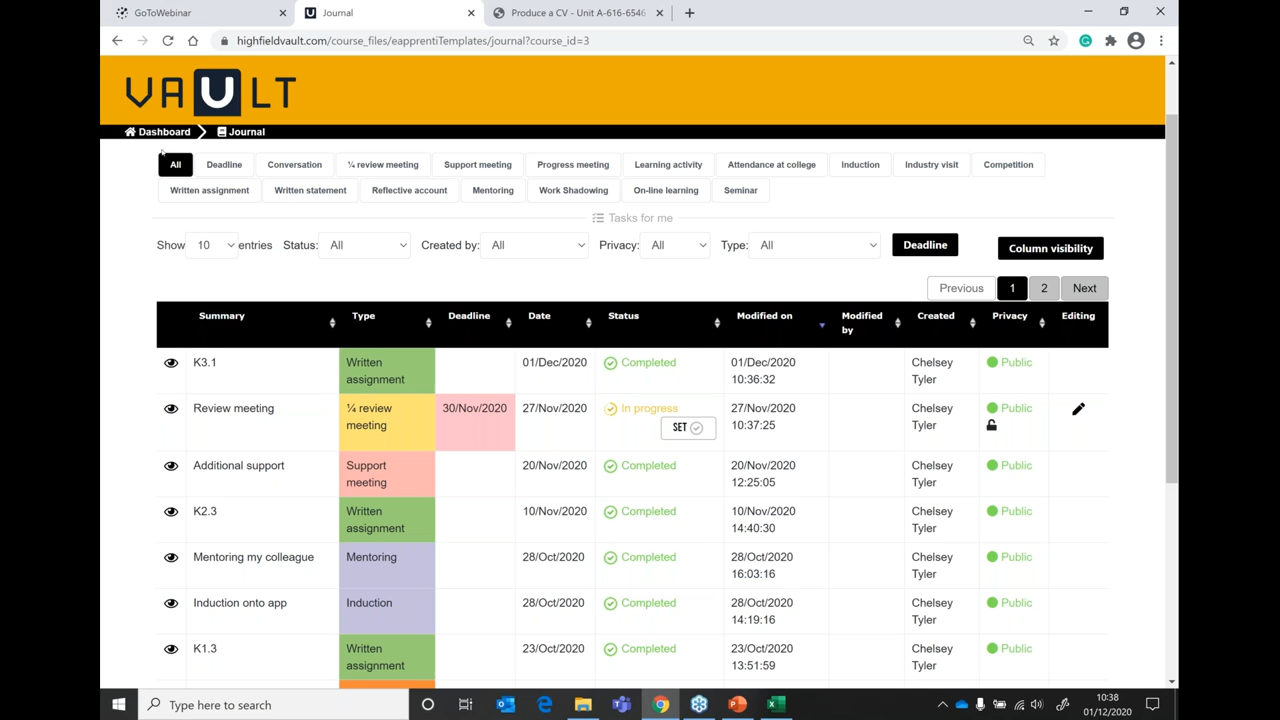 GoToWebinar
Journal
Produce a CV - Unit A-616-6546
highfieldvault.com/course_files/eapprentiTemplates/journal?course_id=3
VAULT
Dashboard Journal
All Deadline Conversation ¼ review meeting Support meeting Progress meeting Learning activity Attendance at college Induction Industry visit Competition
Written assignment Written statement Reflective account Mentoring Work Shadowing On-line learning Seminar
Tasks for me
Show 10 entries Status: All Created by: All Privacy: All Type: All Deadline Column visibility
Previous 1 2 Next
Summary Type Deadline Date Status Modified on Modified by Created Privacy Editing
K3.1 Written assignment 01/Dec/2020 Completed 01/Dec/2020 10:36:32 Chelsey Tyler Public
Review meeting ¼ review meeting 30/Nov/2020 27/Nov/2020 In progress SET 27/Nov/2020 10:37:25 Chelsey Tyler Public
Additional support Support meeting 20/Nov/2020 Completed 20/Nov/2020 12:25:05 Chelsey Tyler Public
K2.3 Written assignment 10/Nov/2020 Completed 10/Nov/2020 14:40:30 Chelsey Tyler Public
Mentoring my colleague Mentoring 28/Oct/2020 Completed 28/Oct/2020 16:03:16 Chelsey Tyler Public
Induction onto app Induction 28/Oct/2020 Completed 28/Oct/2020 14:19:16 Chelsey Tyler Public
K1.3 Written assignment 23/Oct/2020 Completed 23/Oct/2020 13:51:59 Chelsey Tyler Public
Type here to search
10:38
01/12/2020